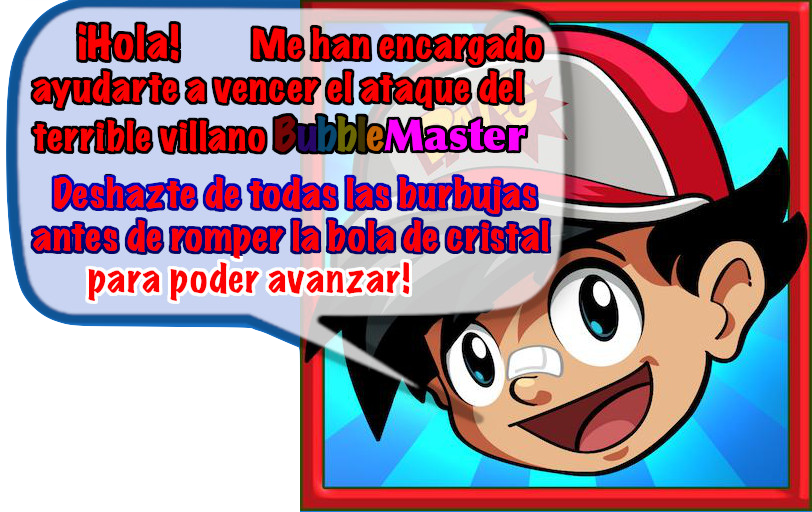 ¡Hola! Me han encargado
ayudarte a vencer el ataque del
terrible villano BubbleMaster
Deshazte de todas las burbujas
antes de romper la bola de cristal
para poder avanzar!